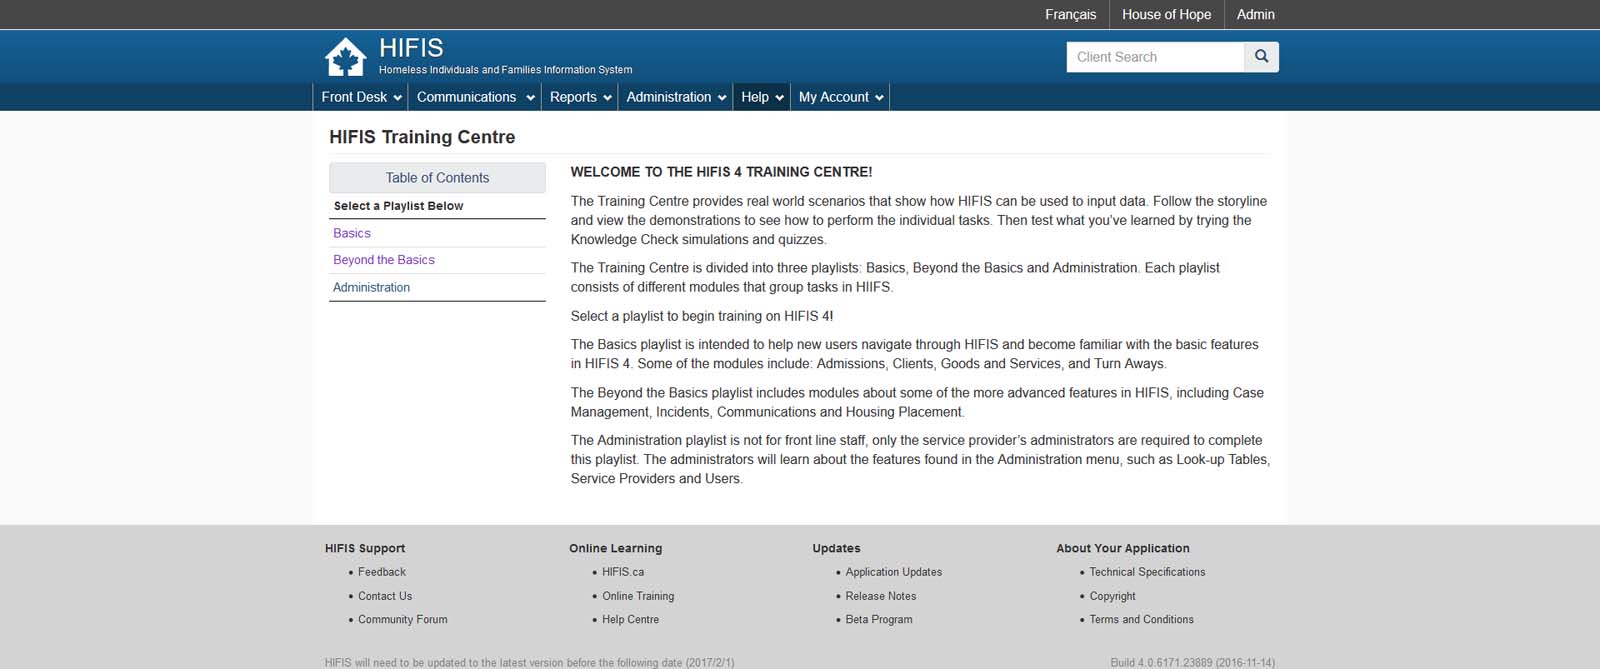 Français House of Hope Admin
HIFIS
Homeless Individuals and Families Information System
Client Search
Front Desk Communications Reports Administration Help My Account
HIFIS Training Centre
Table of Contents
Select a Playlist Below
Basics
Beyond the Basics
Administration
WELCOME TO THE HIFIS 4 TRAINING CENTRE!
The Training Centre provides real world scenarios that show how HIFIS can be used to input data. Follow the storyline
and view the demonstrations to see how to perform the individual tasks. Then test what you’ve learned by trying the
Knowledge Check simulations and quizzes.
The Training Centre is divided into three playlists: Basics, Beyond the Basics and Administration. Each playlist
consists of different modules that group tasks in HIIFS.
Select a playlist to begin training on HIFIS 4!
The Basics playlist is intended to help new users navigate through HIFIS and become familiar with the basic features
in HIFIS 4. Some of the modules include: Admissions, Clients, Goods and Services, and Turn Aways.
The Beyond the Basics playlist includes modules about some of the more advanced features in HIFIS, including Case
Management, Incidents, Communications and Housing Placement.
The Administration playlist is not for front line staff, only the service provider’s administrators are required to complete
this playlist. The administrators will learn about the features found in the Administration menu, such as Look-up Tables,
Service Providers and Users.
HIFIS Support
• Feedback
• Contact Us
• Community Forum
Online Learning
• HIFIS.ca
• Online Training
• Help Centre
Updates
• Application Updates
• Release Notes
• Beta Program
About Your Application
• Technical Specifications
• Copyright
• Terms and Conditions
HIFIS will need to be updated to the latest version before the following date (2017/2/1)
Build 4.0.6171.23889 (2016-11-14)